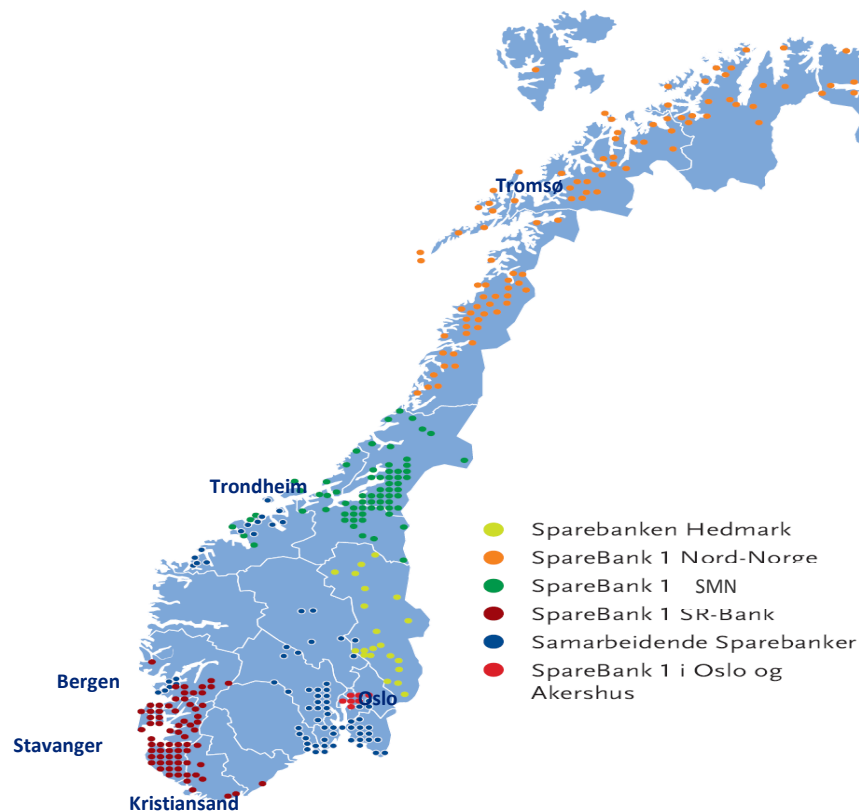 Tromsø
Trondheim
Sparebanken Hedmark
SpareBank 1 Nord-Norge
SpareBank 1 SMN
SpareBank 1 SR-Bank
Samarbeidende Sparebanker
SpareBank 1 i Oslo og
Akershus
Bergen
Oslo
Stavanger
Kristiansand